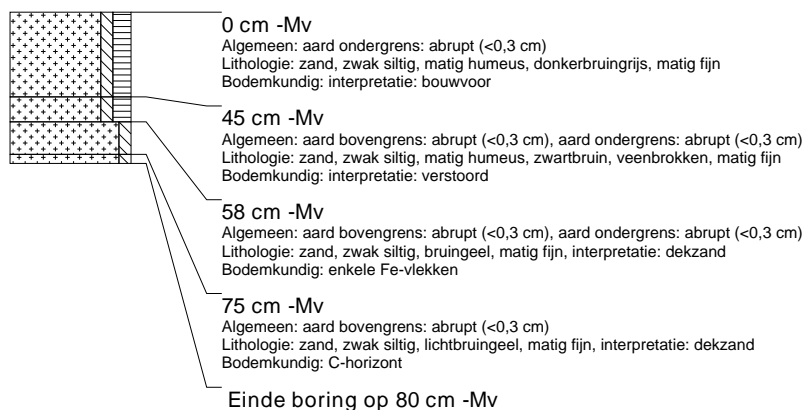 0 cm -Mv
Algemeen: aard ondergrens: abrupt (<0,3 cm)
Lithologie: zand, zwak siltig, matig humeus, donkerbruingrijs, matig fijn
Bodemkundig: interpretatie: bouwvoor
45 cm -Mv
Algemeen: aard bovengrens: abrupt (<0,3 cm), aard ondergrens: abrupt (<0,3 cm)
Lithologie: zand, zwak siltig, matig humeus, zwartbruin, veenbrokken, matig fijn
Bodemkundig: interpretatie: verstoord
58 cm -Mv
Algemeen: aard bovengrens: abrupt (<0,3 cm), aard ondergrens: abrupt (<0,3 cm)
Lithologie: zand, zwak siltig, bruingeel, matig fijn, interpretatie: dekzand
Bodemkundig: enkele Fe-vlekken
75 cm -Mv
Algemeen: aard bovengrens: abrupt (<0,3 cm)
Lithologie: zand, zwak siltig, lichtbruingeel, matig fijn, interpretatie: dekzand
Bodemkundig: C-horizont
Einde boring op 80 cm -Mv